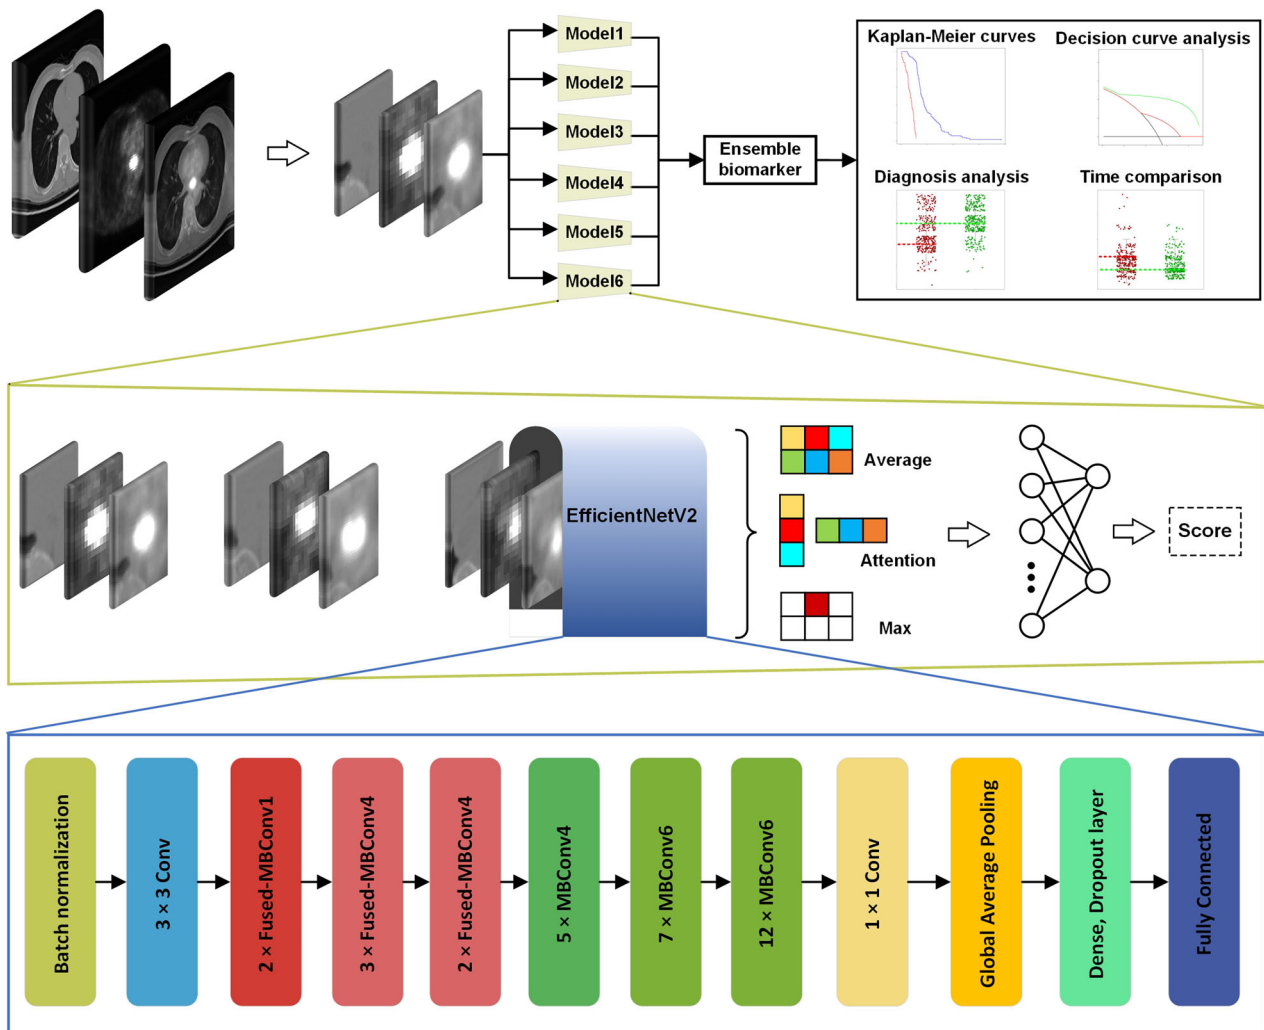 Model1
Model2
Model3
Model4
Model5
Model6
Ensemble
biomarker
Kaplan-Meier curves
Decision curve analysis
Diagnosis analysis
Time comparison
EfficientNetV2
Average
Attention
Max
Score
Batch normalization
3 × 3 Conv
2 × Fused-MBConv1
3 × Fused-MBConv4
2 × Fused-MBConv4
5 × MBConv4
7 × MBConv6
12 × MBConv6
1 × 1 Conv
Global Average Pooling
Dense, Dropout layer
Fully Connected